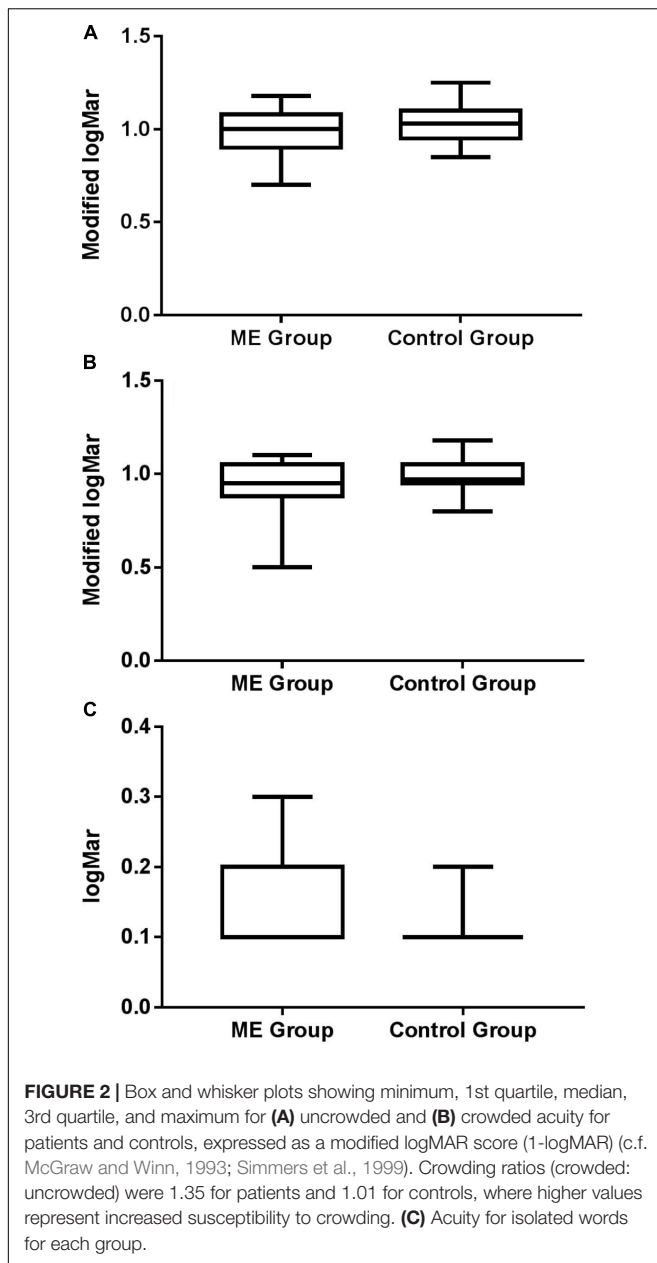 A
1.5
1.0
0.5
0.0
Modified logMar
ME Group Control Group
B
1.5
1.0
0.5
0.0
Modified logMar
ME Group Control Group
C
0.4
0.3
0.2
0.1
0.0
logMar
ME Group Control Group
FIGURE 2 | Box and whisker plots showing minimum, 1st quartile, median,
3rd quartile, and maximum for (A) uncrowded and (B) crowded acuity for
patients and controls, expressed as a modified logMAR score (1-logMAR) (c.f.
McGraw and Winn, 1993; Simmers et al., 1999). Crowding ratios (crowded:
uncrowded) were 1.35 for patients and 1.01 for controls, where higher values
represent increased susceptibility to crowding. (C) Acuity for isolated words
for each group.